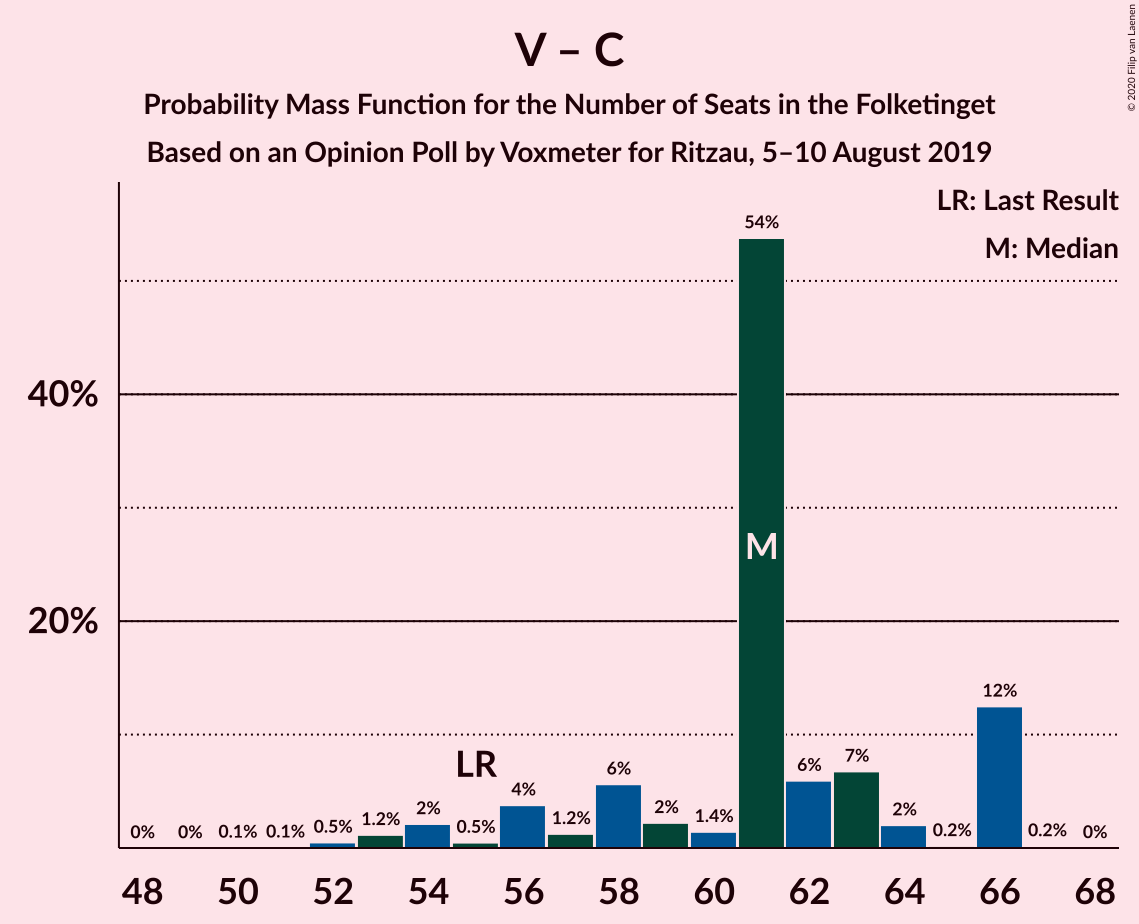 V – C
Probability Mass Function for the Number of Seats in the Folketinget
Based on an Opinion Poll by Voxmeter for Ritzau, 5–10 August 2019
© 2020 Filip van Laenen
LR: Last Result
M: Median
40%
20%
0% 0% 0.1% 0.1% 0.5% 1.2% 2% 0.5% 4% 1.2% 6% 2% 1.4% 54% 6% 7% 2% 0.2% 12% 0.2% 0%
LR
M
48 50 52 54 56 58 60 62 64 66 68